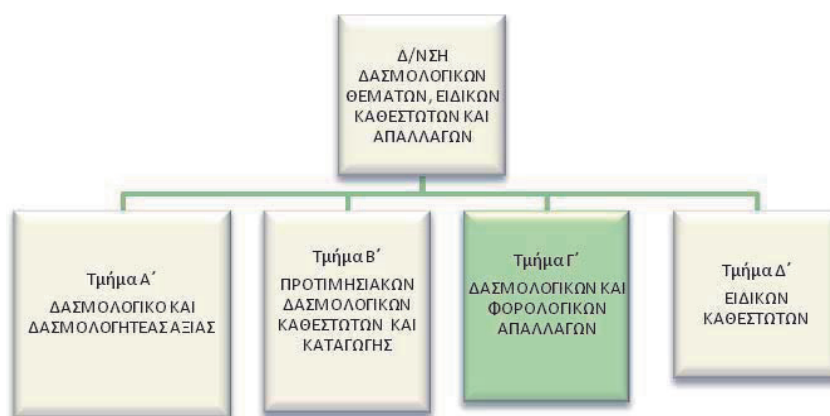 Δ/ΝΣΗ
ΔΑΣΜΟΛΟΓΙΚΩΝ
ΘΕΜΑΤΩΝ, ΕΙΔΙΚΩΝ
ΚΑΘΕΣΤΩΤΩΝ ΚΑΙ
ΑΠΑΛΛΑΓΩΝ
Τμήμα Α΄
ΔΑΣΜΟΛΟΓΙΚΟ ΚΑΙ
ΔΑΣΜΟΛΟΓΗΤΕΑΣ ΑΞΙΑΣ
Τμήμα Β΄
ΠΡΟΤΙΜΗΣΙΑΚΩΝ
ΔΑΣΜΟΛΟΓΙΚΩΝ
ΚΑΘΕΣΤΩΤΩΝ ΚΑΙ
ΚΑΤΑΓΩΓΗΣ
Τμήμα Γ΄
ΔΑΣΜΟΛΟΓΙΚΩΝ ΚΑΙ
ΦΟΡΟΛΟΓΙΚΩΝ
ΑΠΑΛΛΑΓΩΝ
Τμήμα Δ΄
ΕΙΔΙΚΩΝ
ΚΑΘΕΣΤΩΤΩΝ